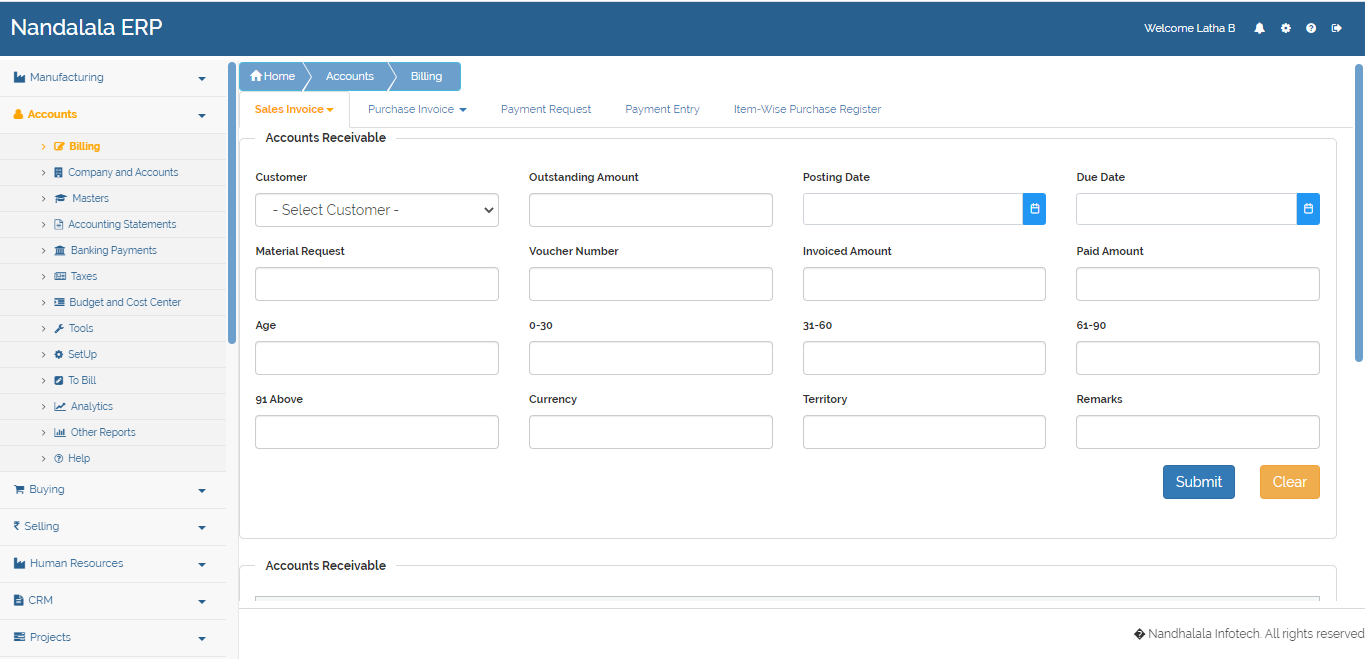 Nandalala ERP
Welcome Latha B
Manufacturing
Accounts
Billing
Company and Accounts
Masters
Accounting Statements
Banking Payments
Taxes
Budget and Cost Center
Tools
SetUp
To Bill
Analytics
Other Reports
Help
Buying
₹ Selling
Human Resources
CRM
Projects
Home Accounts Billing
Sales Invoice Purchase Invoice Payment Request Payment Entry Item-Wise Purchase Register
Accounts Receivable
Customer Outstanding Amount Posting Date Due Date
- Select Customer -
Material Request Voucher Number Invoiced Amount Paid Amount
Age 0-30 31-60 61-90
91 Above Currency Territory Remarks
Submit Clear
Accounts Receivable
� Nandhalala Infotech. All rights reserved